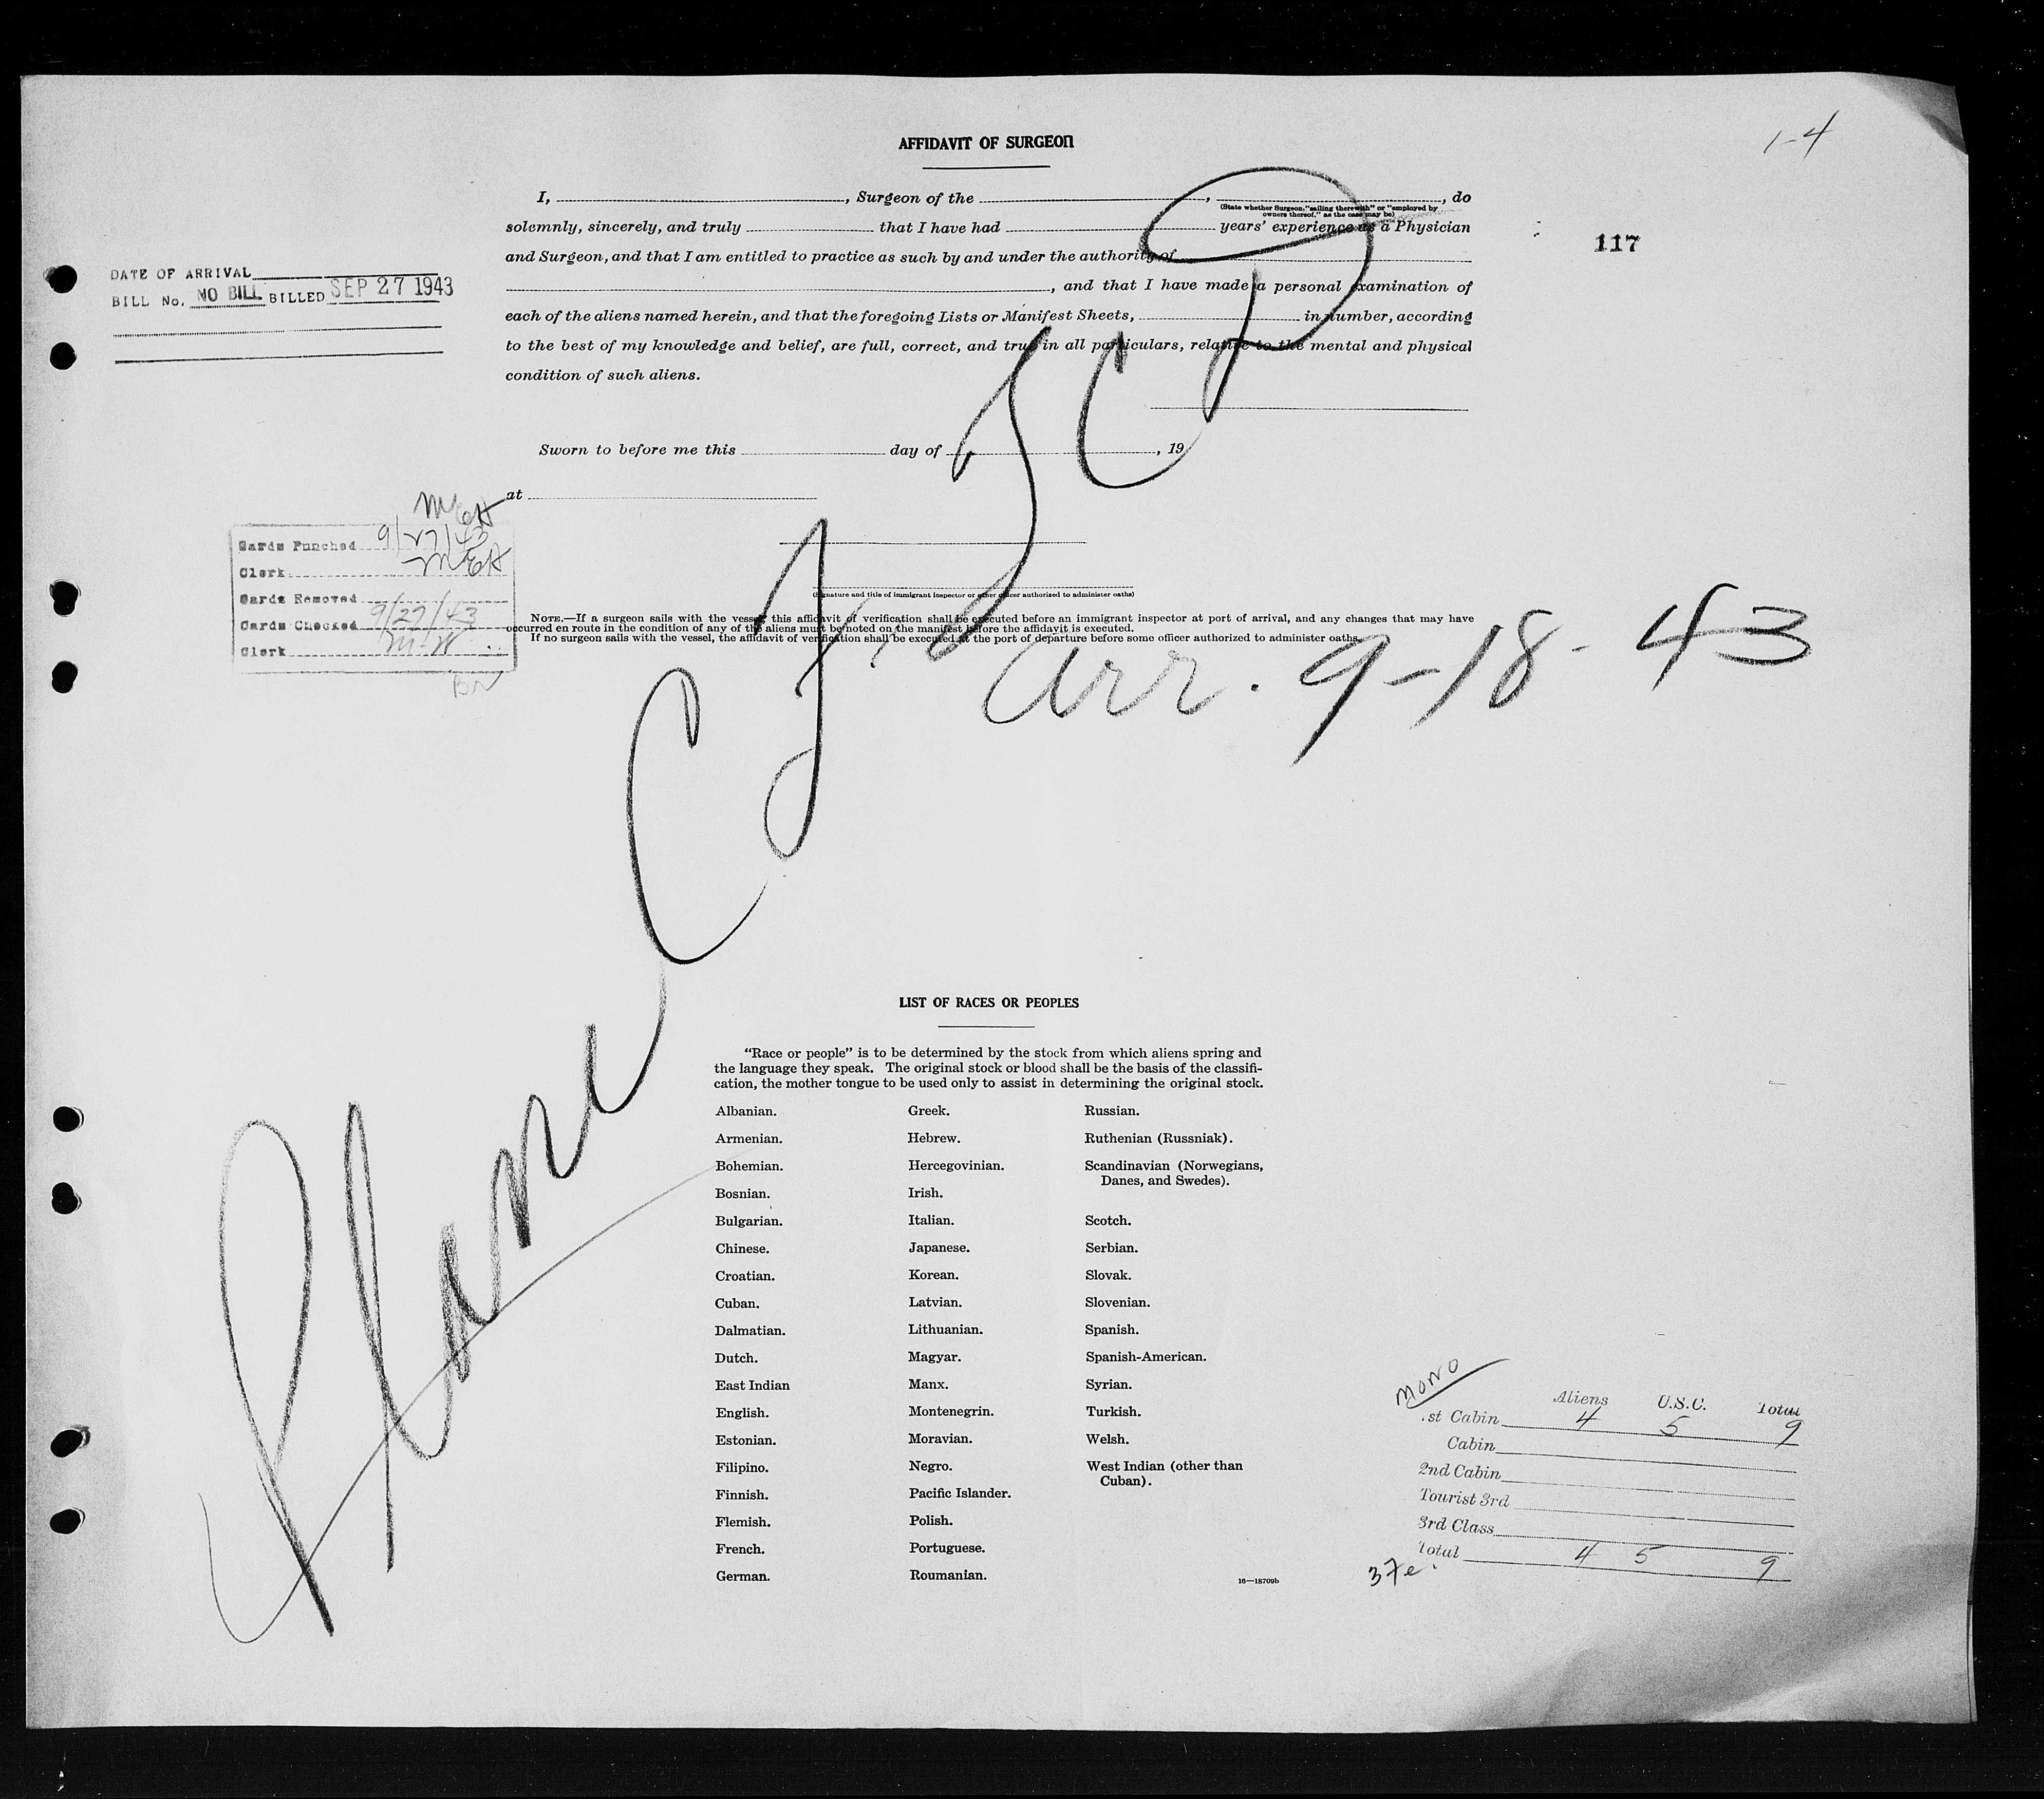 AFFIDAVIT OF SURGEON
1-4
I, , Surgeon of the , , do
(State whether Surgeon, "sailing therewith" or "employed by owners thereof," as the case may be)
solemnly, sincerely, and truly that I have had years' experience as a Physician
117
and Surgeon, and that I am entitled to practice as such by and under the authority of
, and that I have made a personal examination of
each of the aliens named herein, and that the foregoing Lists or Manifest Sheets, in number, according
to the best of my knowledge and belief, are full, correct, and true in all particulars, relative to the mental and physical
condition of such aliens.
DATE OF ARRIVAL
BILL No. NO BILL BILLED SEP 27 1943
Sworn to before me this day of , 19
at
Cards Punched 9/27/43
Clerk
Cards Removed
Cards Checked 9/27/43
Clerk
(Signature and title of immigrant inspector or other officer authorized to administer oaths)
NOTE.—If a surgeon sails with the vessel this affidavit of verification shall be executed before an immigrant inspector at port of arrival, and any changes that may have
occurred en route in the condition of any of the aliens must be noted on the manifest before the affidavit is executed.
If no surgeon sails with the vessel, the affidavit of verification shall be executed at the port of departure before some officer authorized to administer oaths.
arr. 9-18-43
LIST OF RACES OR PEOPLES
"Race or people" is to be determined by the stock from which aliens spring and
the language they speak. The original stock or blood shall be the basis of the classifi-
cation, the mother tongue to be used only to assist in determining the original stock.
Albanian. Greek. Russian.
Armenian. Hebrew. Ruthenian (Russniak).
Bohemian. Hercegovinian. Scandinavian (Norwegians,
Danes, and Swedes).
Bosnian. Irish.
Bulgarian. Italian. Scotch.
Chinese. Japanese. Serbian.
Croatian. Korean. Slovak.
Cuban. Latvian. Slovenian.
Dalmatian. Lithuanian. Spanish.
Dutch. Magyar. Spanish-American.
East Indian Manx. Syrian.
English. Montenegrin. Turkish.
Estonian. Moravian. Welsh.
Filipino. Negro. West Indian (other than
Cuban).
Finnish. Pacific Islander.
Flemish. Polish.
French. Portuguese.
German. Roumanian.
16—18709b
Aliens U.S.C. Total
st Cabin 4 5 9
Cabin
2nd Cabin
Tourist 3rd
3rd Class
Total 4 5 9